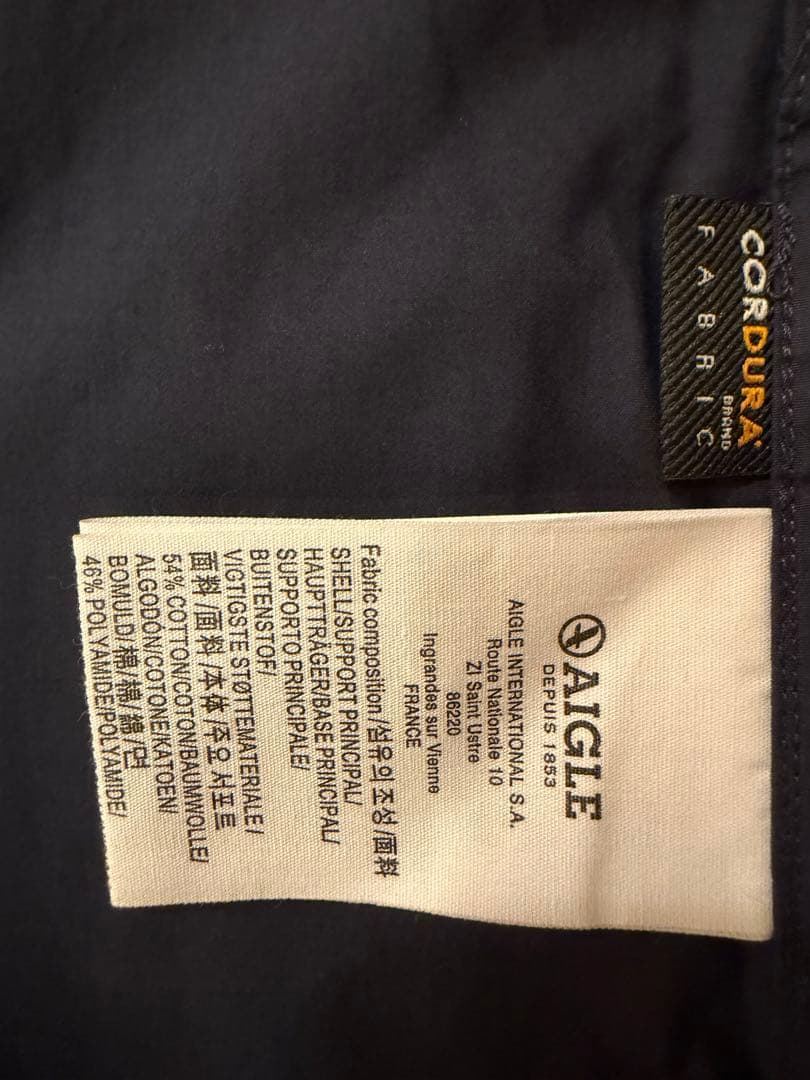 CORDURA
BRAND
FABRIC
AIGLE
DEPUIS 1853
AIGLE INTERNATIONAL S.A.
Route Nationale 10
ZI Saint Ustre
86220
Ingrandes sur Vienne
FRANCE
Fabric composition/섬유의 조성/面料
SHELL/SUPPORT PRINCIPAL/
HAUPTTRÄGER/BASE PRINCIPAL/
SUPPORTO PRINCIPALE/
BUITENSTOF/
VIGTIGSTE STØTTEMATERIALE/
面料/面料/本体/주요 서포트
54% COTTON/COTON/BAUMWOLLE/
ALGODÓN/COTONE/KATOEN/
BOMULD/棉/棉/綿/면
46% POLYAMIDE/POLYAMIDE/